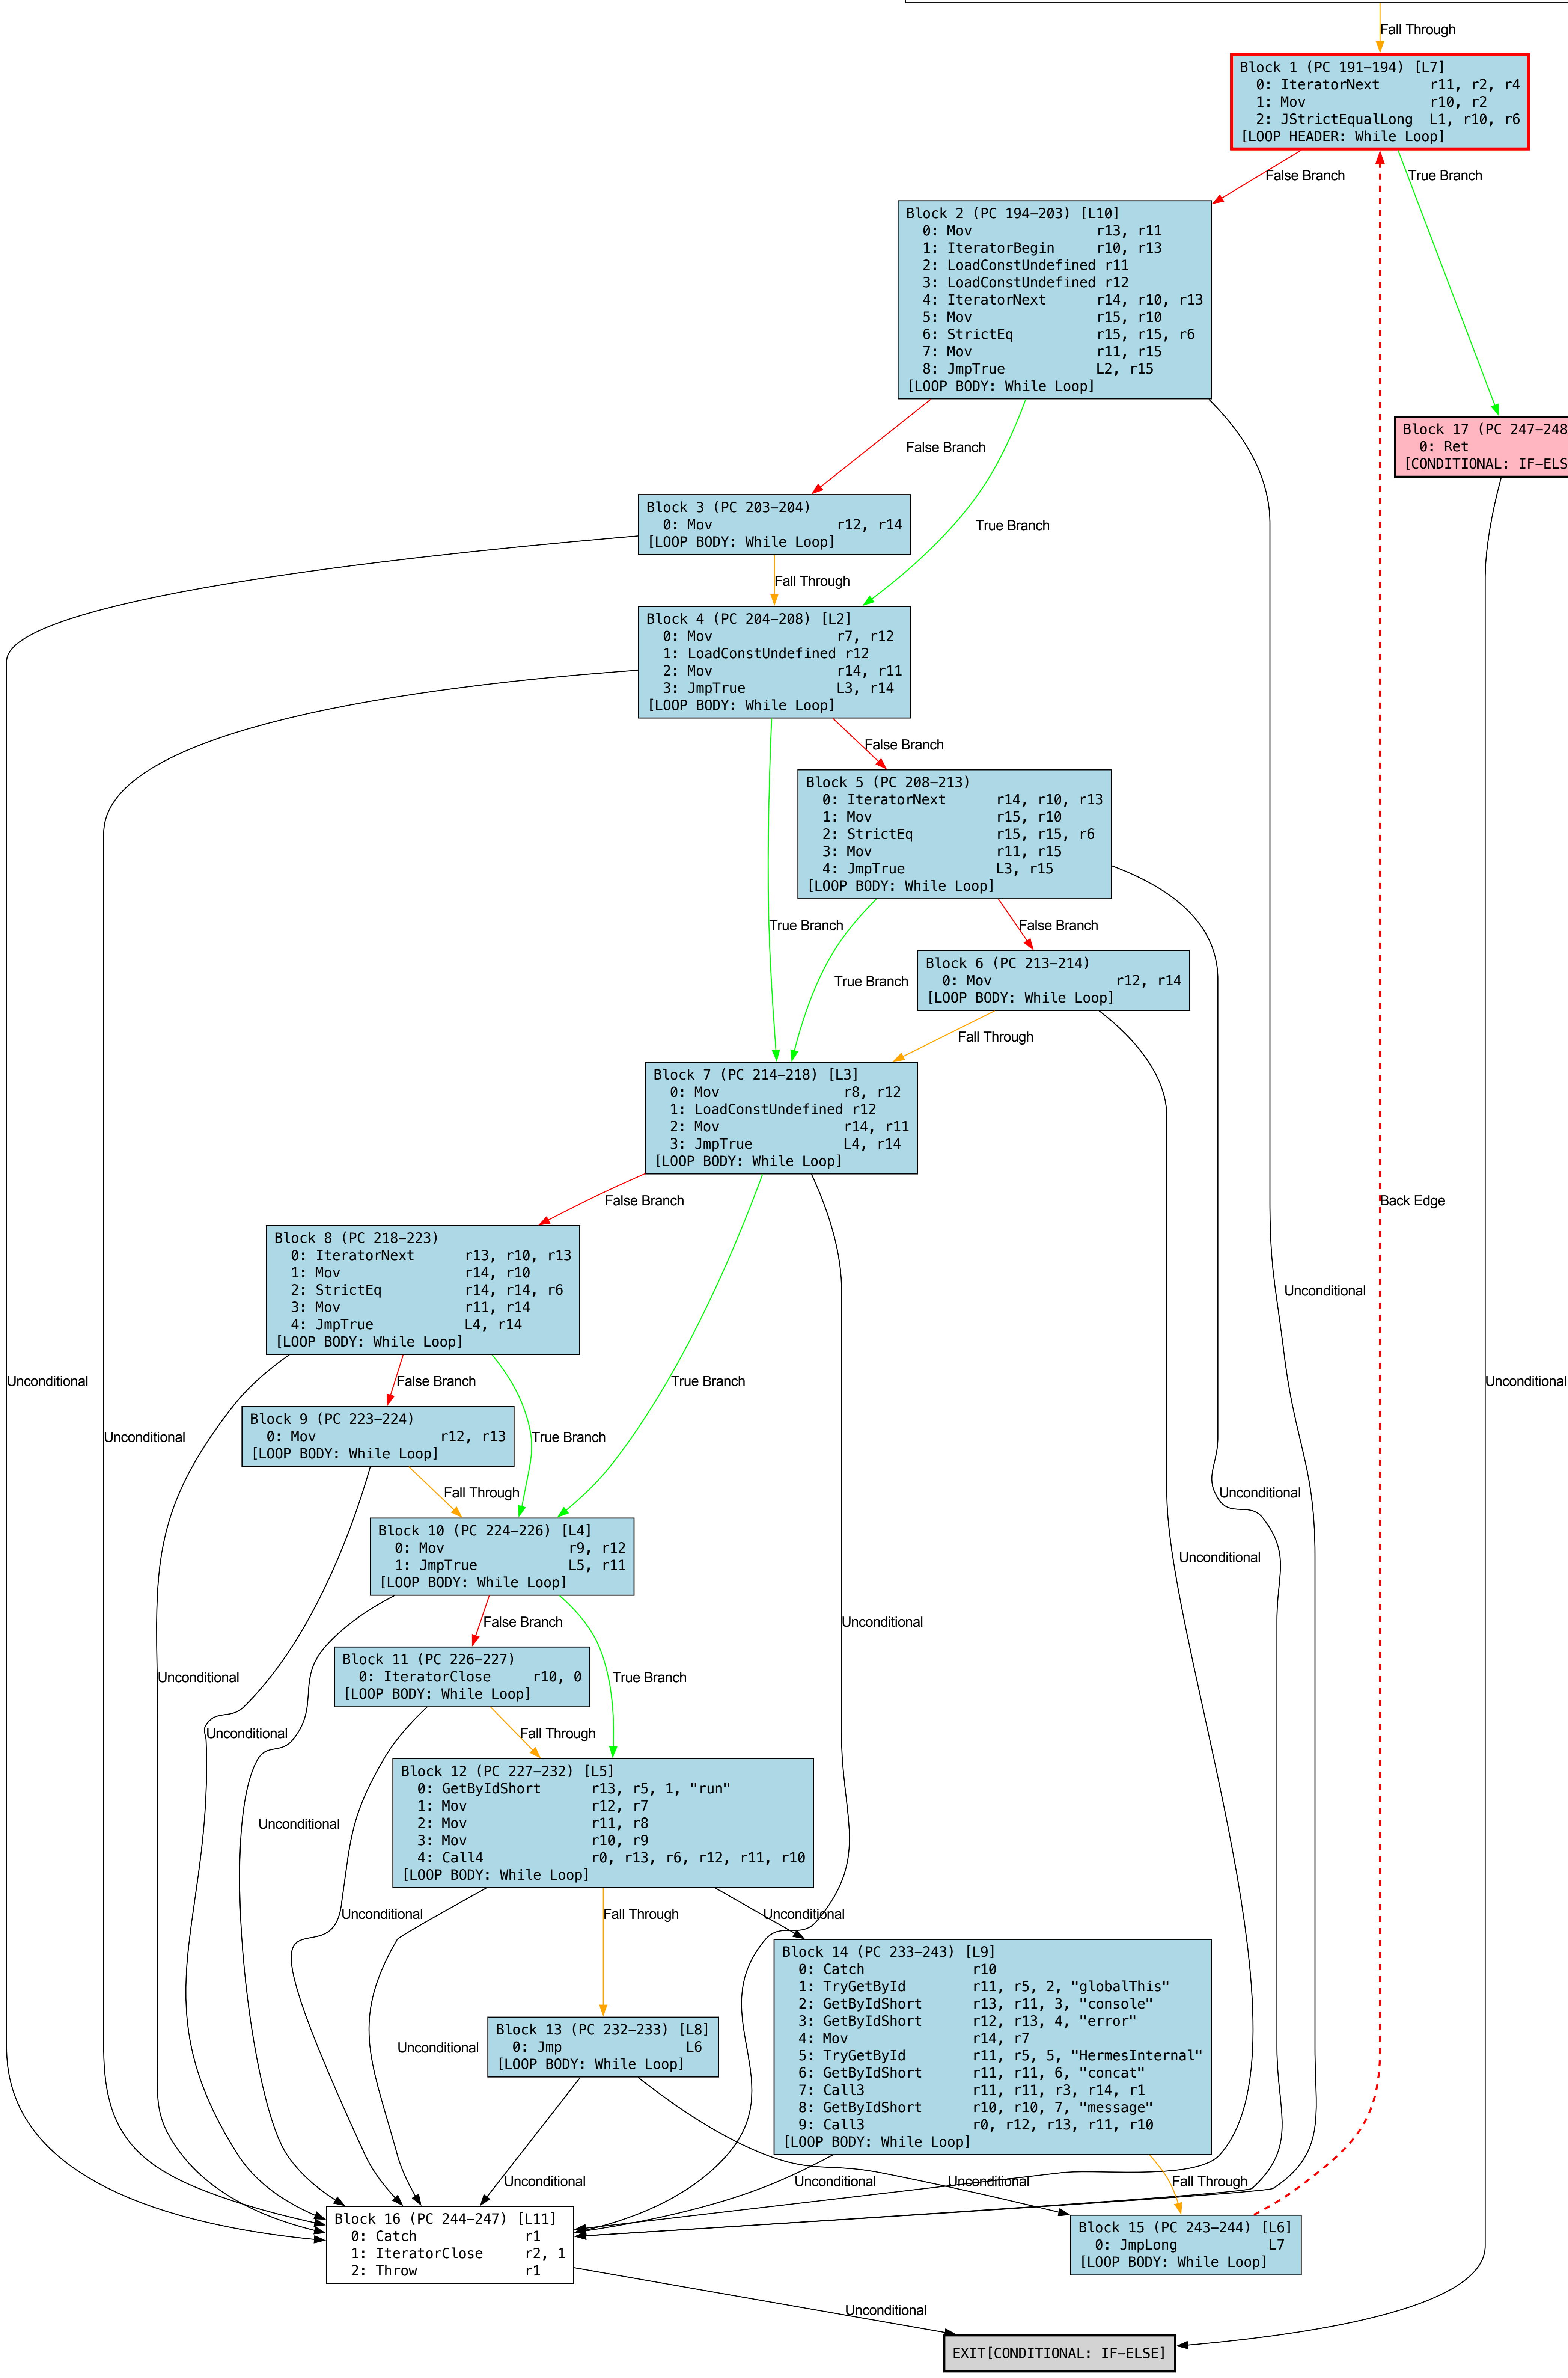 Fall Through
Block 1 (PC 191–194) [L7]
0: IteratorNext r11, r2, r4
1: Mov r10, r2
2: JStrictEqualLong L1, r10, r6
[LOOP HEADER: While Loop]
False Branch
True Branch
Block 2 (PC 194–203) [L10]
0: Mov r13, r11
1: IteratorBegin r10, r13
2: LoadConstUndefined r11
3: LoadConstUndefined r12
4: IteratorNext r14, r10, r13
5: Mov r15, r10
6: StrictEq r15, r15, r6
7: Mov r11, r15
8: JmpTrue L2, r15
[LOOP BODY: While Loop]
Block 17 (PC 247–248
0: Ret
[CONDITIONAL: IF–ELS
False Branch
True Branch
Block 3 (PC 203–204)
0: Mov r12, r14
[LOOP BODY: While Loop]
Fall Through
Block 4 (PC 204–208) [L2]
0: Mov r7, r12
1: LoadConstUndefined r12
2: Mov r14, r11
3: JmpTrue L3, r14
[LOOP BODY: While Loop]
False Branch
Block 5 (PC 208–213)
0: IteratorNext r14, r10, r13
1: Mov r15, r10
2: StrictEq r15, r15, r6
3: Mov r11, r15
4: JmpTrue L3, r15
[LOOP BODY: While Loop]
True Branch
False Branch
Block 6 (PC 213–214)
0: Mov r12, r14
[LOOP BODY: While Loop]
True Branch
Fall Through
Block 7 (PC 214–218) [L3]
0: Mov r8, r12
1: LoadConstUndefined r12
2: Mov r14, r11
3: JmpTrue L4, r14
[LOOP BODY: While Loop]
False Branch
Back Edge
Block 8 (PC 218–223)
0: IteratorNext r13, r10, r13
1: Mov r14, r10
2: StrictEq r14, r14, r6
3: Mov r11, r14
4: JmpTrue L4, r14
[LOOP BODY: While Loop]
Unconditional
Unconditional
False Branch
True Branch
Unconditional
Block 9 (PC 223–224)
0: Mov r12, r13
[LOOP BODY: While Loop]
Unconditional
True Branch
Fall Through
Unconditional
Block 10 (PC 224–226) [L4]
0: Mov r9, r12
1: JmpTrue L5, r11
[LOOP BODY: While Loop]
Unconditional
False Branch
Unconditional
Block 11 (PC 226–227)
0: IteratorClose r10, 0
[LOOP BODY: While Loop]
Unconditional
True Branch
Unconditional
Fall Through
Block 12 (PC 227–232) [L5]
0: GetByIdShort r13, r5, 1, "run"
1: Mov r12, r7
2: Mov r11, r8
3: Mov r10, r9
4: Call4 r0, r13, r6, r12, r11, r10
[LOOP BODY: While Loop]
Unconditional
Unconditional
Fall Through
Unconditional
Block 14 (PC 233–243) [L9]
0: Catch r10
1: TryGetById r11, r5, 2, "globalThis"
2: GetByIdShort r13, r11, 3, "console"
3: GetByIdShort r12, r13, 4, "error"
4: Mov r14, r7
5: TryGetById r11, r5, 5, "HermesInternal"
6: GetByIdShort r11, r11, 6, "concat"
7: Call3 r11, r11, r3, r14, r1
8: GetByIdShort r10, r10, 7, "message"
9: Call3 r0, r12, r13, r11, r10
[LOOP BODY: While Loop]
Unconditional
Block 13 (PC 232–233) [L8]
0: Jmp L6
[LOOP BODY: While Loop]
Unconditional
Unconditional
Unconditional
Fall Through
Block 16 (PC 244–247) [L11]
0: Catch r1
1: IteratorClose r2, 1
2: Throw r1
Block 15 (PC 243–244) [L6]
0: JmpLong L7
[LOOP BODY: While Loop]
Unconditional
EXIT[CONDITIONAL: IF–ELSE]